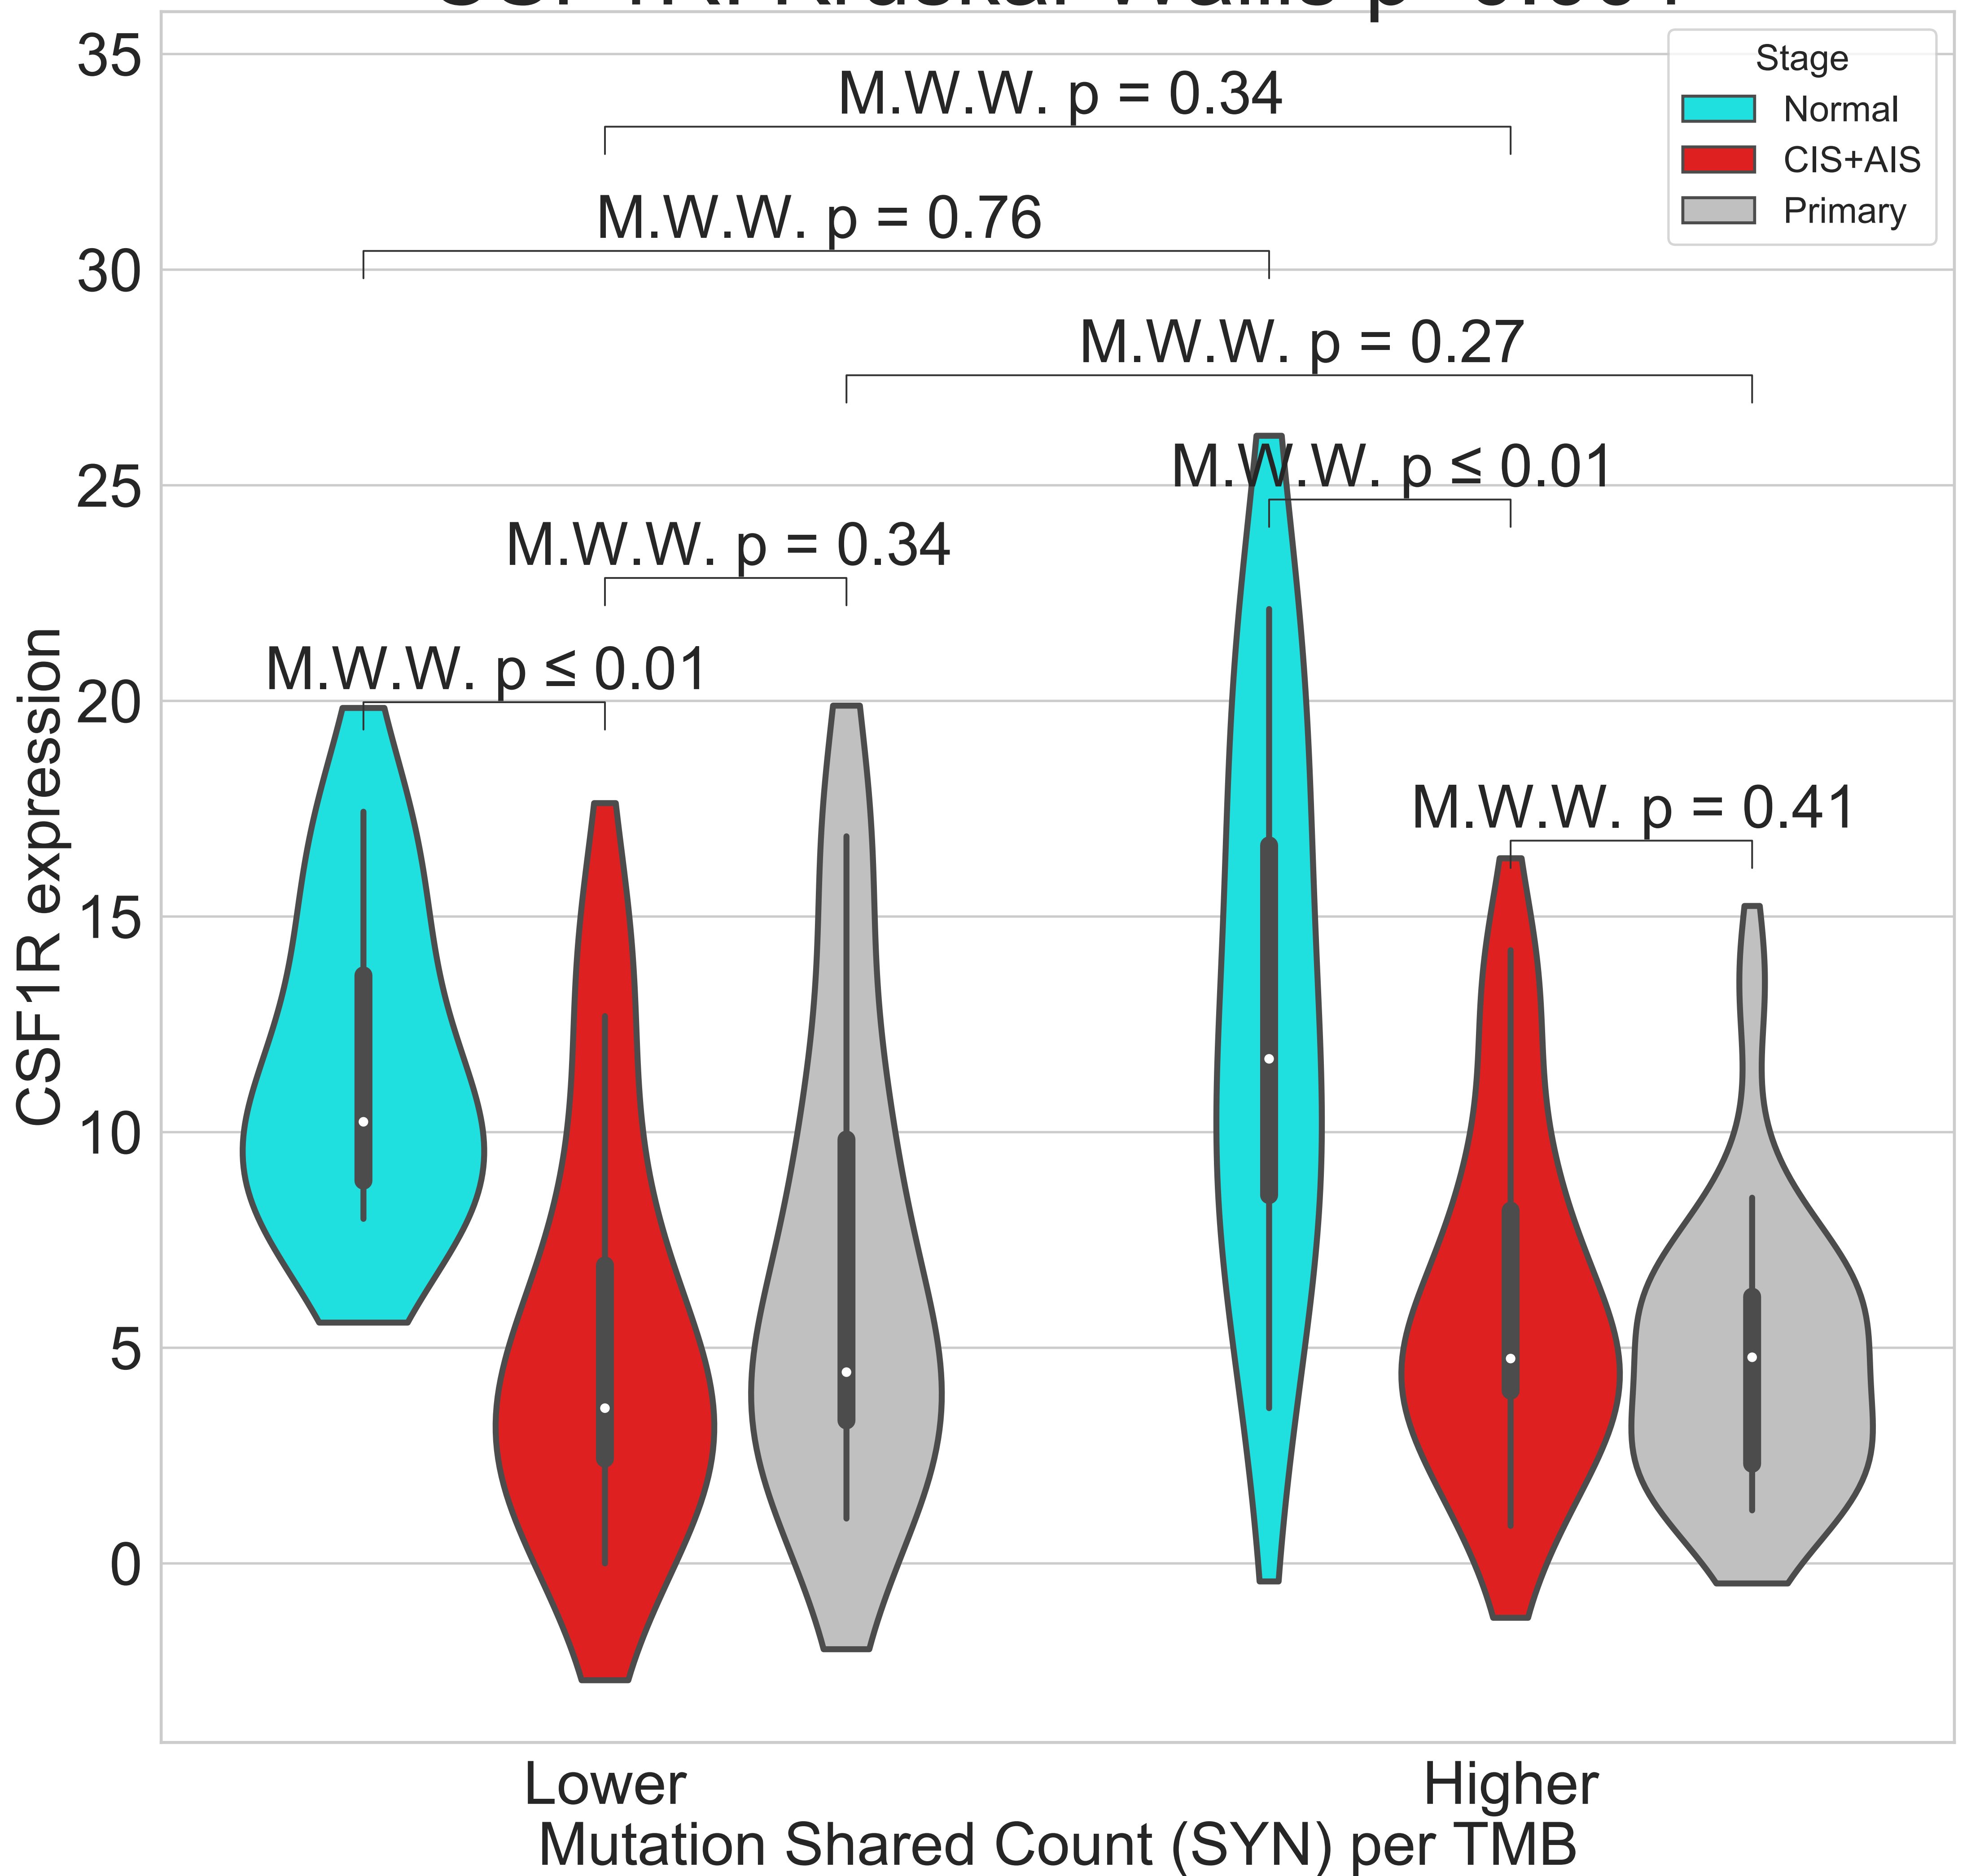 35
30
25
20
15
10
5
0
CSF1R expression
Stage
Normal
CIS+AIS
Primary
M.W.W. p = 0.34
M.W.W. p = 0.76
M.W.W. p = 0.27
M.W.W. p ≤ 0.01
M.W.W. p = 0.34
M.W.W. p ≤ 0.01
M.W.W. p = 0.41
Lower Higher
Mutation Shared Count (SYN) per TMB